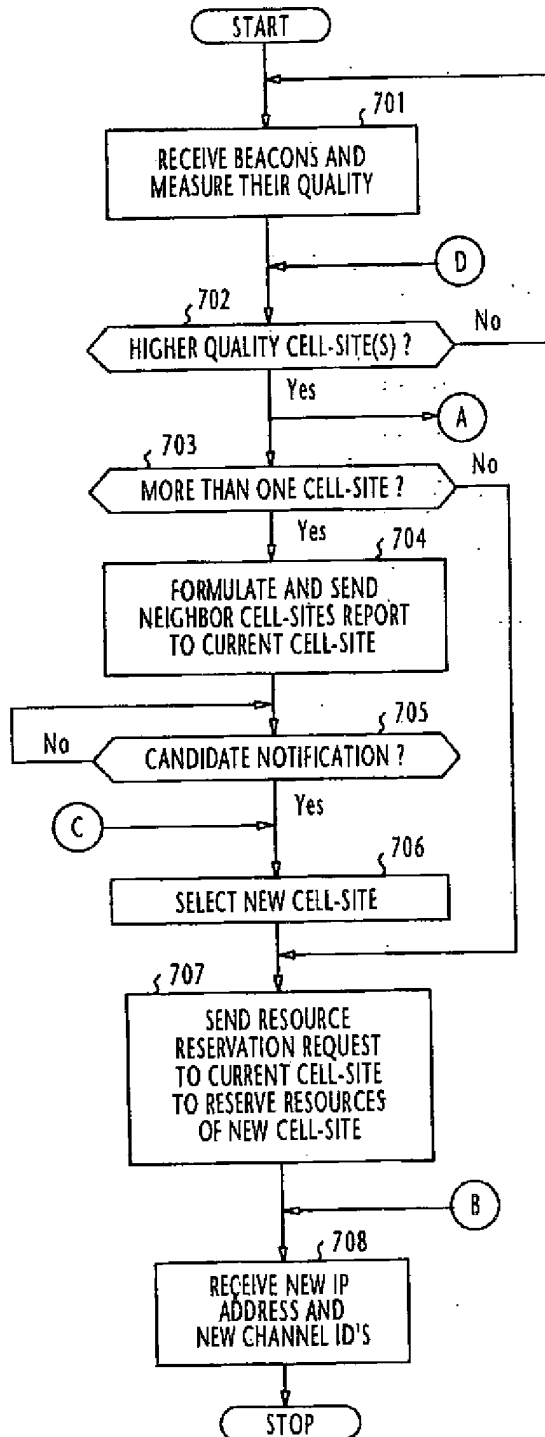 START
701
RECEIVE BEACONS AND
MEASURE THEIR QUALITY
D
702
HIGHER QUALITY CELL-SITE(S) ?
No
Yes
A
703
MORE THAN ONE CELL-SITE ?
No
Yes
704
FORMULATE AND SEND
NEIGHBOR CELL-SITES REPORT
TO CURRENT CELL-SITE
705
No
CANDIDATE NOTIFICATION ?
Yes
C
706
SELECT NEW CELL-SITE
707
SEND RESOURCE
RESERVATION REQUEST
TO CURRENT CELL-SITE
TO RESERVE RESOURCES
OF NEW CELL-SITE
B
708
RECEIVE NEW IP
ADDRESS AND
NEW CHANNEL ID'S
STOP